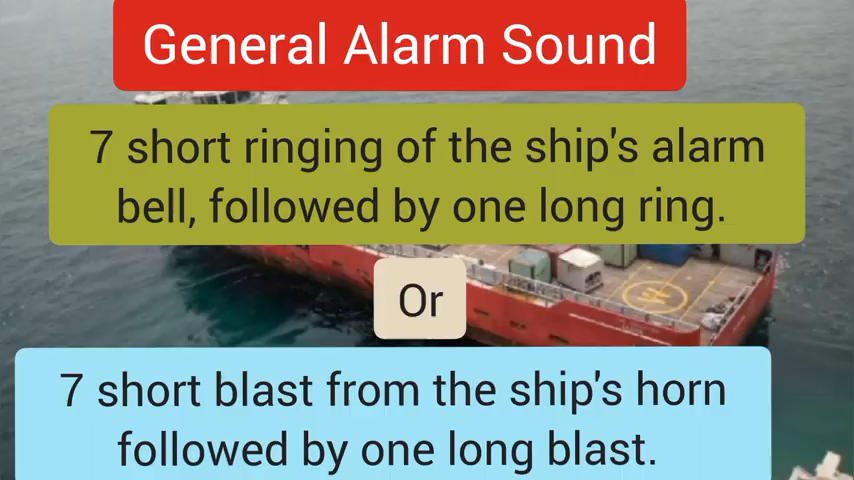 General Alarm Sound
7 short ringing of the ship's alarm
bell, followed by one long ring.
Or
7 short blast from the ship's horn
followed by one long blast.